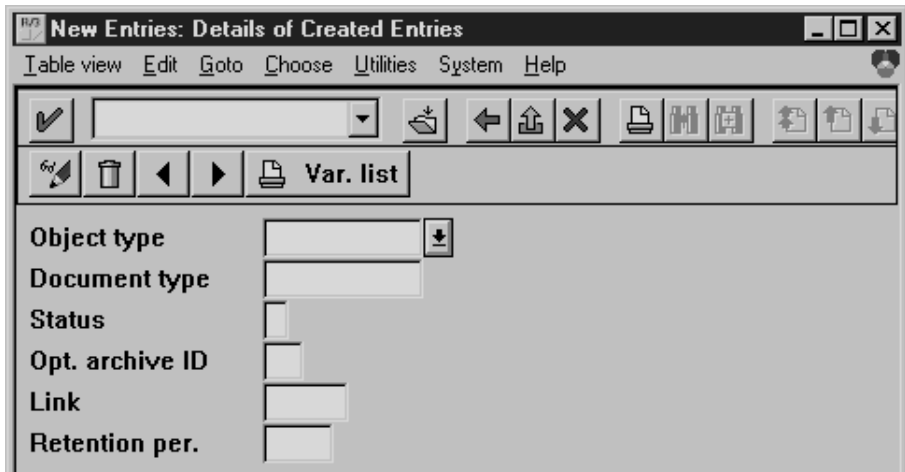 R/3 New Entries: Details of Created Entries
Table view Edit Goto Choose Utilities System Help
Var. list
Object type
Document type
Status
Opt. archive ID
Link
Retention per.